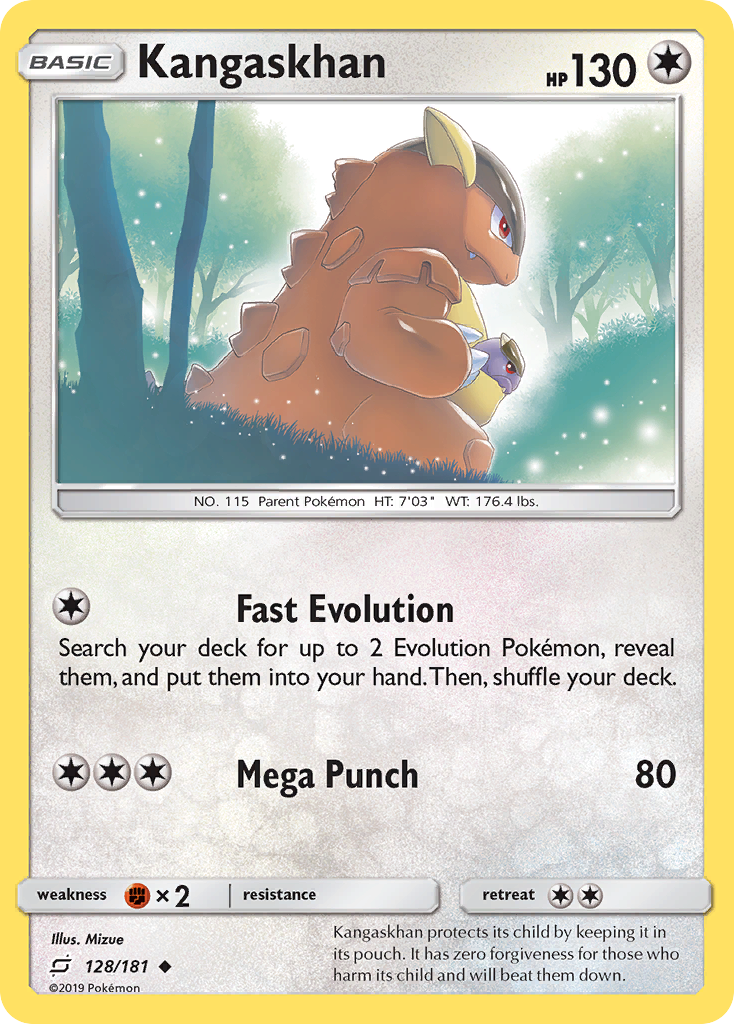 BASIC Kangaskhan HP 130
NO. 115 Parent Pokémon HT: 7'03" WT: 176.4 lbs.
Fast Evolution
Search your deck for up to 2 Evolution Pokémon, reveal
them, and put them into your hand. Then, shuffle your deck.
Mega Punch 80
weakness ×2 resistance retreat
Illus. Mizue
128/181
©2019 Pokémon
Kangaskhan protects its child by keeping it in
its pouch. It has zero forgiveness for those who
harm its child and will beat them down.